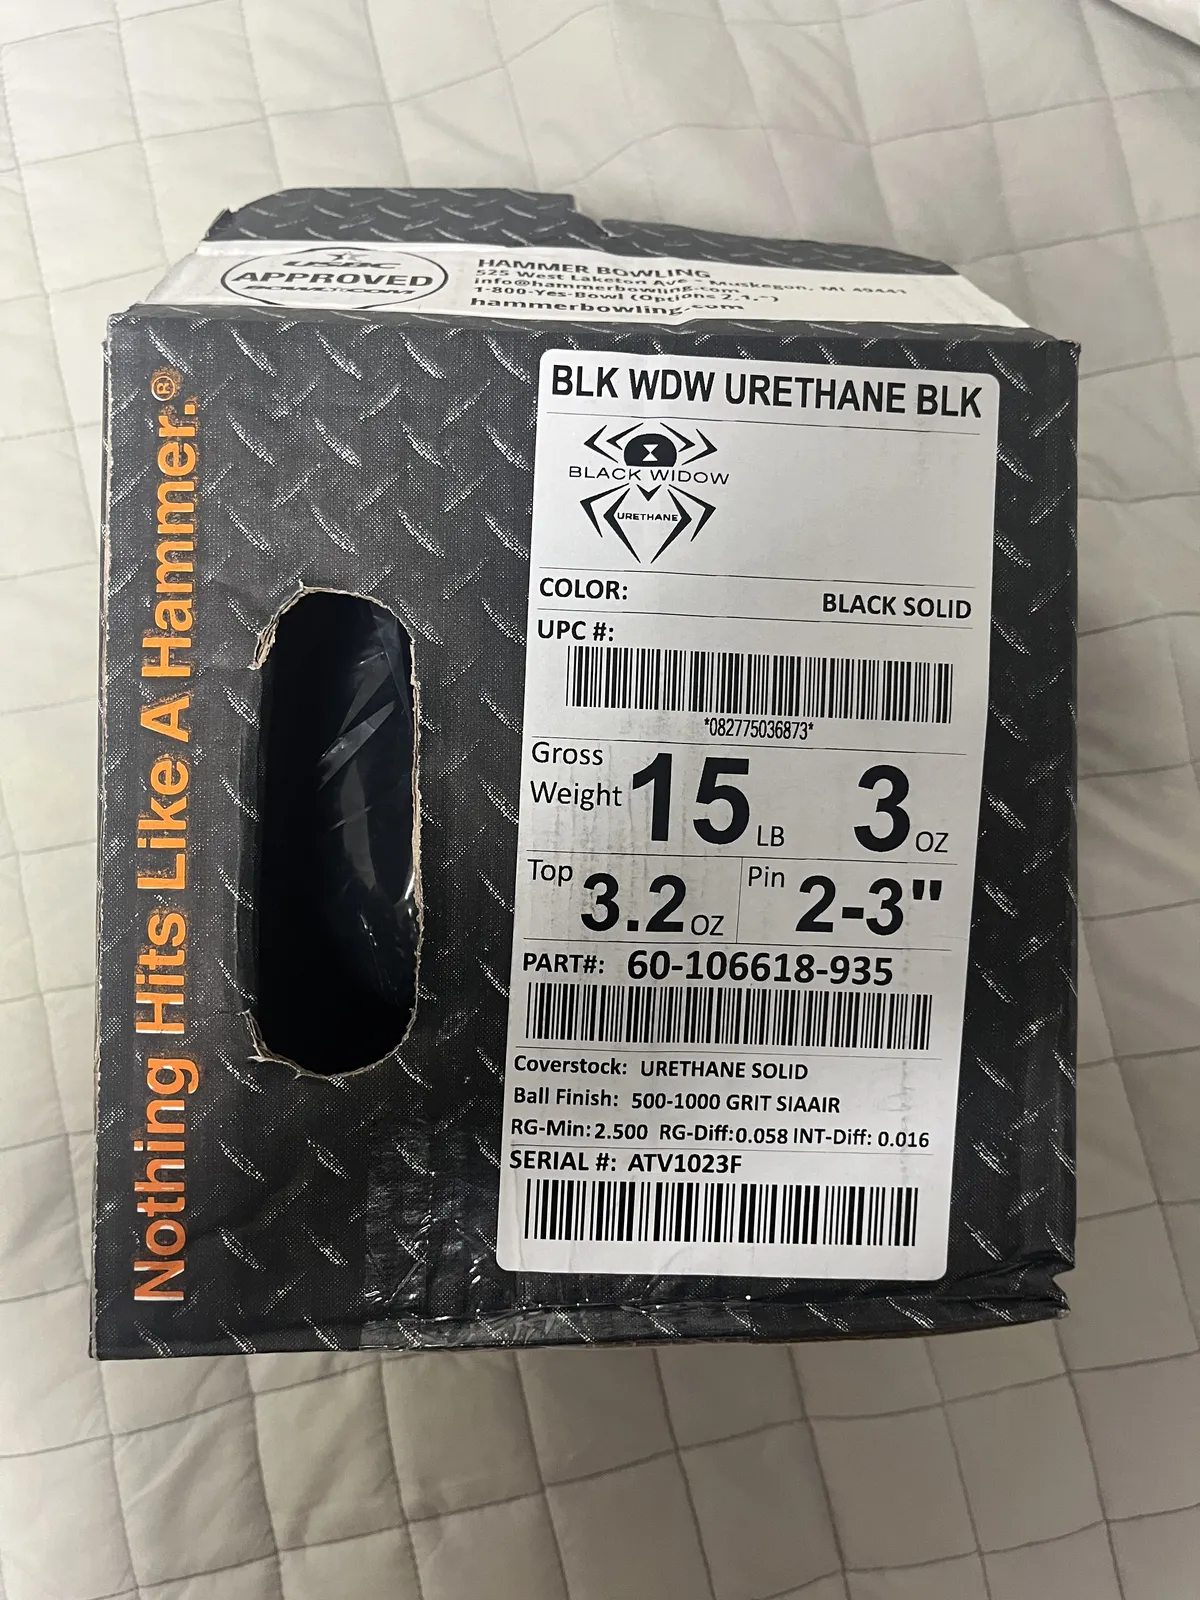 USBC
APPROVED
BOWL.COM
HAMMER BOWLING
525 West Laketon Ave - Muskegon, MI 49441
info@hammerbowling.com
1-800-Yes-Bowl (Options 2,1,-)
hammerbowling.com
Nothing Hits Like A Hammer.®
BLK WDW URETHANE BLK
BLACK WIDOW
URETHANE
COLOR: BLACK SOLID
UPC #:
*082775036873*
Gross Weight 15 LB 3 OZ
Top 3.2 OZ Pin 2-3"
PART#: 60-106618-935
Coverstock: URETHANE SOLID
Ball Finish: 500-1000 GRIT SIAAIR
RG-Min: 2.500 RG-Diff: 0.058 INT-Diff: 0.016
SERIAL #: ATV1023F